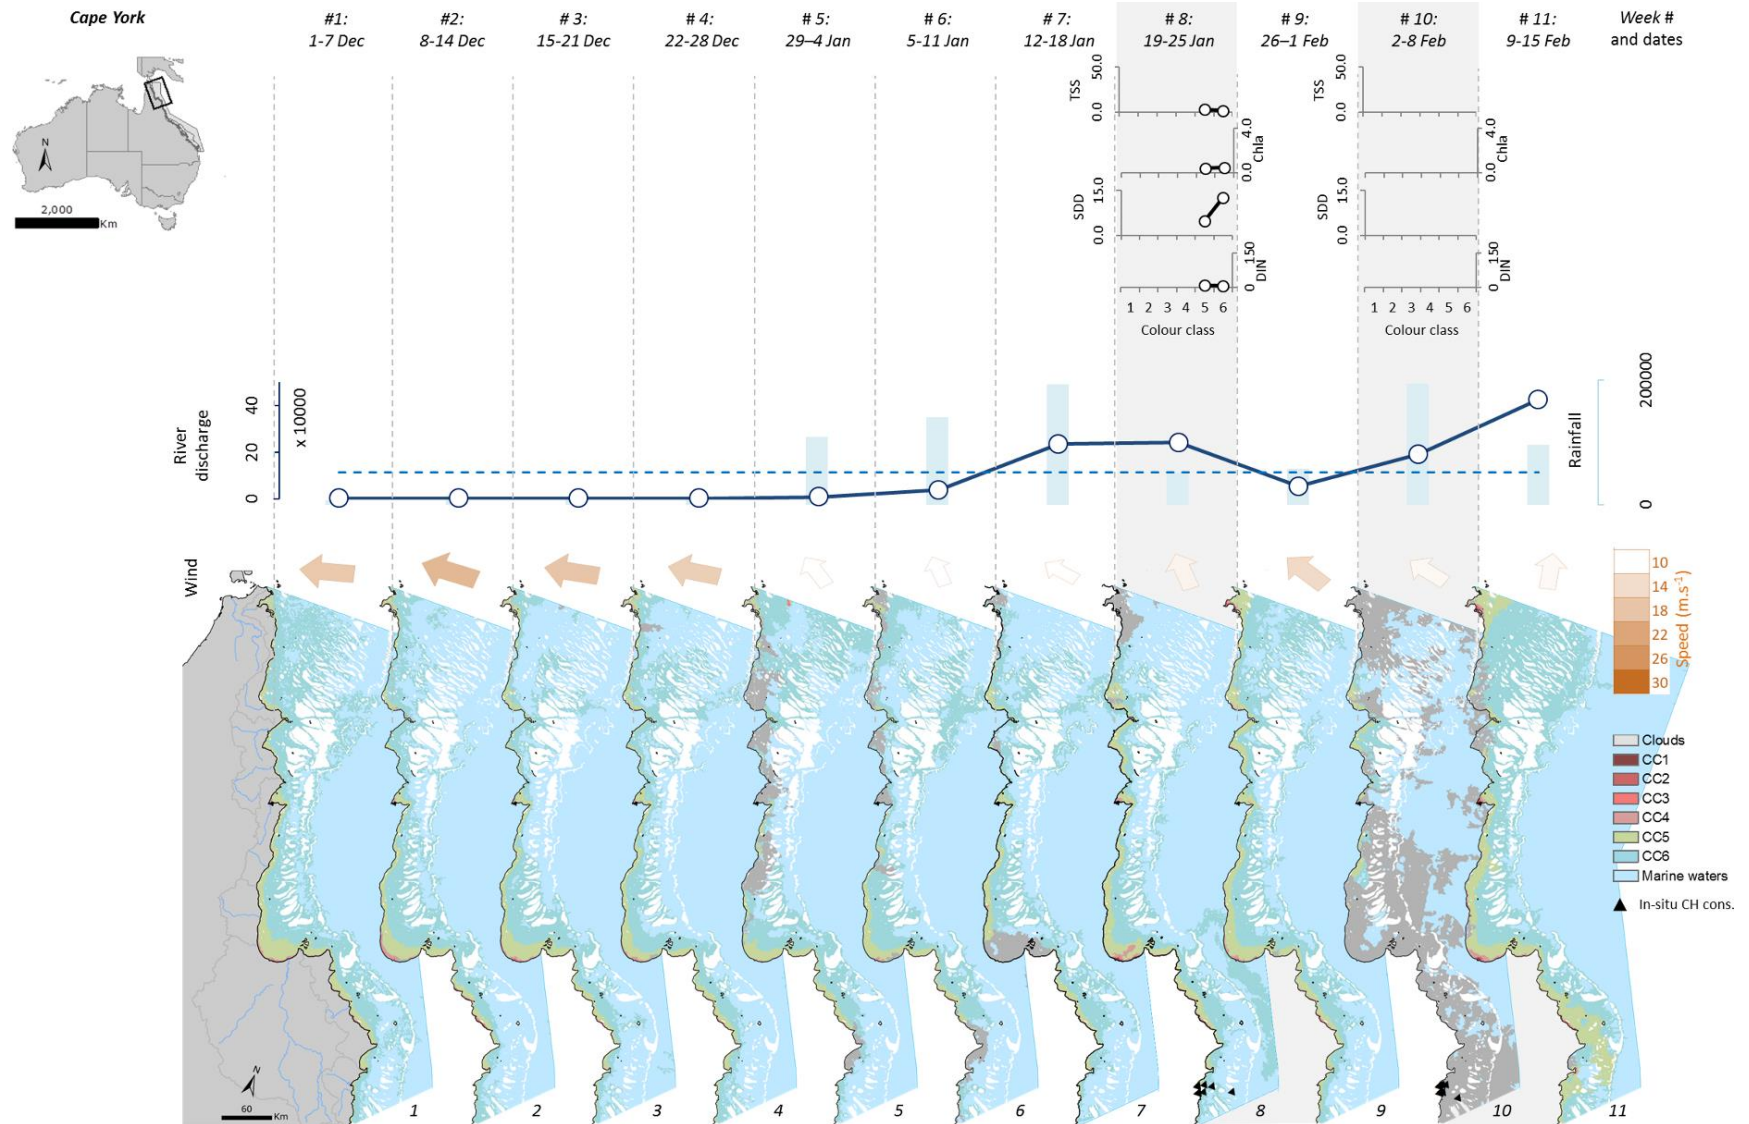 Cape York
#1:
1-7 Dec
#2:
8-14 Dec
# 3:
15-21 Dec
# 4:
22-28 Dec
# 5:
29–4 Jan
# 6:
5-11 Jan
# 7:
12-18 Jan
# 8:
19-25 Jan
# 9:
26–1 Feb
# 10:
2-8 Feb
# 11:
9-15 Feb
Week #
and dates
N
2,000
Km
TSS
50.0
0.0
4.0
0.0
Chla
SDD
15.0
0.0
150
0
DIN
1 2 3 4 5 6
Colour class
TSS
50.0
0.0
4.0
0.0
Chla
SDD
15.0
0.0
150
0
DIN
1 2 3 4 5 6
Colour class
River
discharge
40
20
0
x 10000
Rainfall
200000
0
Wind
10
14
18
22
26
30
Speed (m.s-1)
Clouds
CC1
CC2
CC3
CC4
CC5
CC6
Marine waters
In-situ CH cons.
N
60
Km
1
2
3
4
5
6
7
8
9
10
11